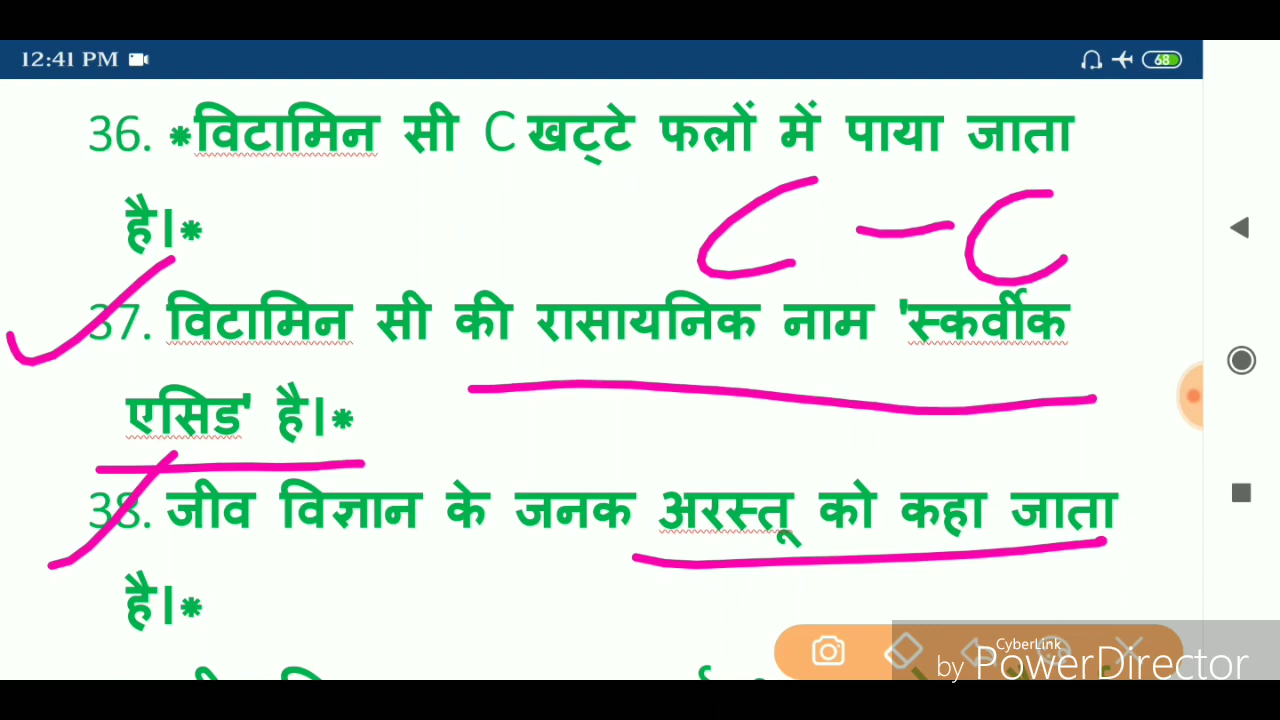 12:41 PM 68
36. *विटामिन सी C खट्टे फलों में पाया जाता
है।*
C - C
37. विटामिन सी की रासायनिक नाम 'स्कर्वीक
एसिड' है।*
38. जीव विज्ञान के जनक अरस्तू को कहा जाता
है।*
CyberLink
by PowerDirector